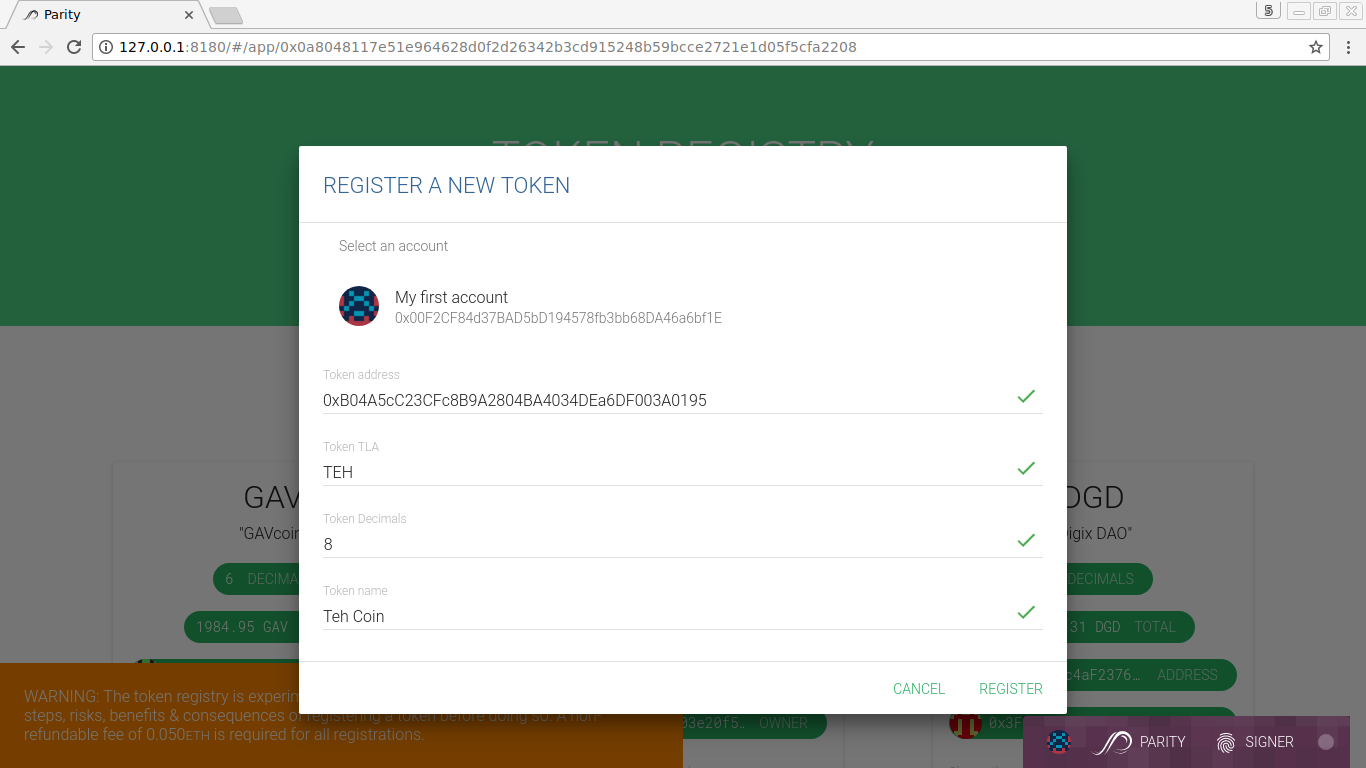 Parity
5
127.0.0.1:8180/#/app/0x0a8048117e51e964628d0f2d26342b3cd915248b59bcce2721e1d05f5cfa2208
TOKEN REGISTRY
REGISTER A NEW TOKEN
Select an account
My first account
0x00F2CF84d37BAD5bD194578fb3bb68DA46a6bf1E
Token address
0xB04A5cC23CFc8B9A2804BA4034DEa6DF003A0195
Token TLA
TEH
Token Decimals
8
Token name
Teh Coin
CANCEL REGISTER
GAV
"GAVcoin
6 DECIMA
1984.95 GAV
DGD
Digix DAO"
DECIMALS
31 DGD TOTAL
c4aF2376… ADDRESS
03e20f5… OWNER
0x3F
WARNING: The token registry is experim
steps, risks, benefits & consequences of registering a token before doing so. A non-
refundable fee of 0.050ETH is required for all registrations.
PARITY SIGNER